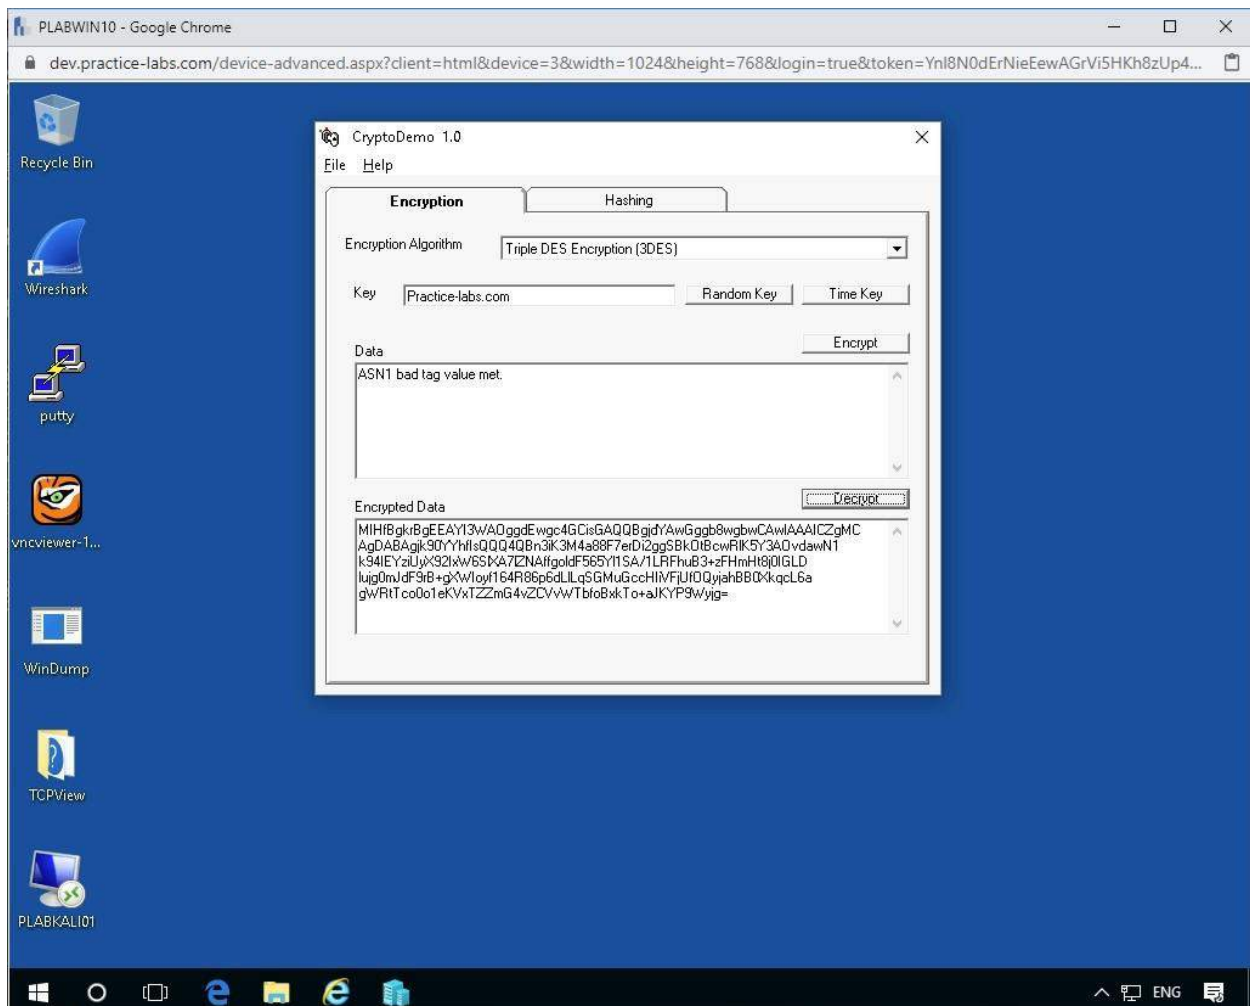 PLABWIN10 - Google Chrome
dev.practice-labs.com/device-advanced.aspx?client=html&device=3&width=1024&height=768&login=true&token=YnI8N0dErNieEewAGrVi5HKh8zUp4...
Recycle Bin
Wireshark
putty
vncviewer-1...
WinDump
TCPView
PLABKALI01
CryptoDemo 1.0
File Help
Encryption Hashing
Encryption Algorithm Triple DES Encryption (3DES)
Key Practice-labs.com Random Key Time Key
Encrypt
Data
ASN1 bad tag value met.
Decrypt
Encrypted Data
ENG